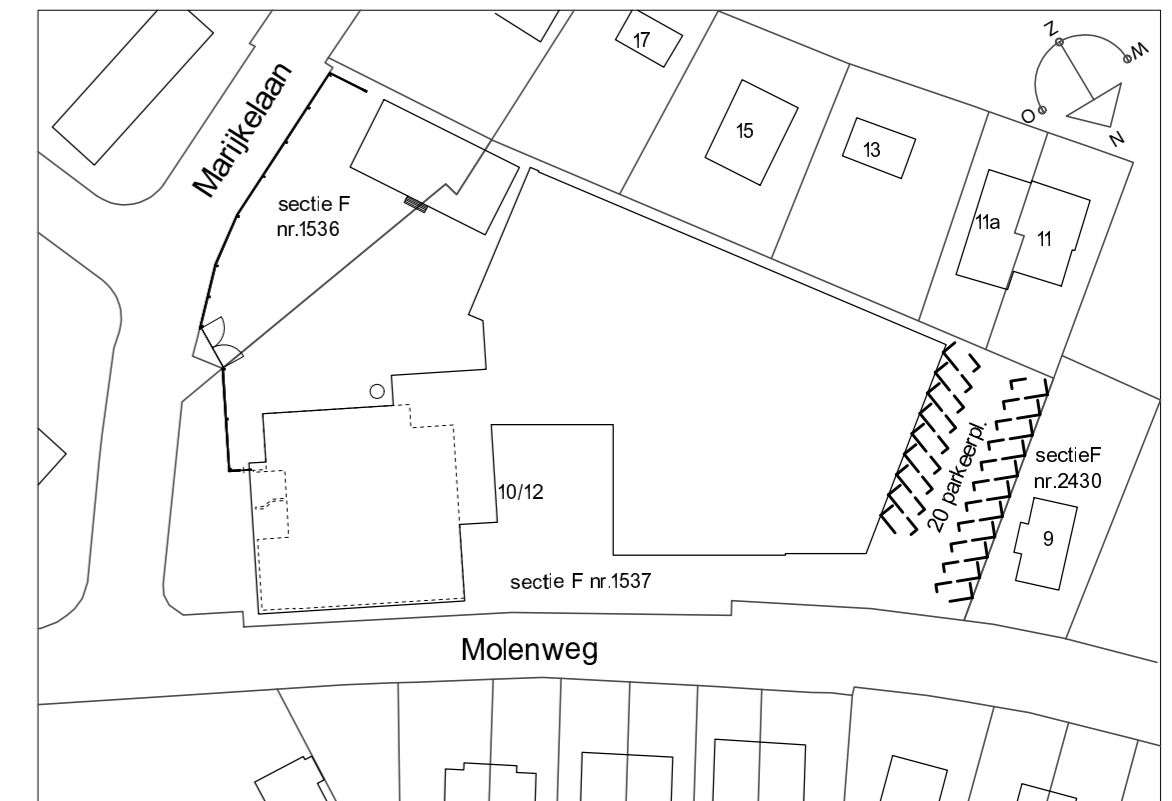 17
Z
W
O
N
15
13
Marijkelaan
sectie F
nr.1536
11a
11
20 parkeerpl.
sectieF
nr.2430
10/12
9
sectie F nr.1537
Molenweg